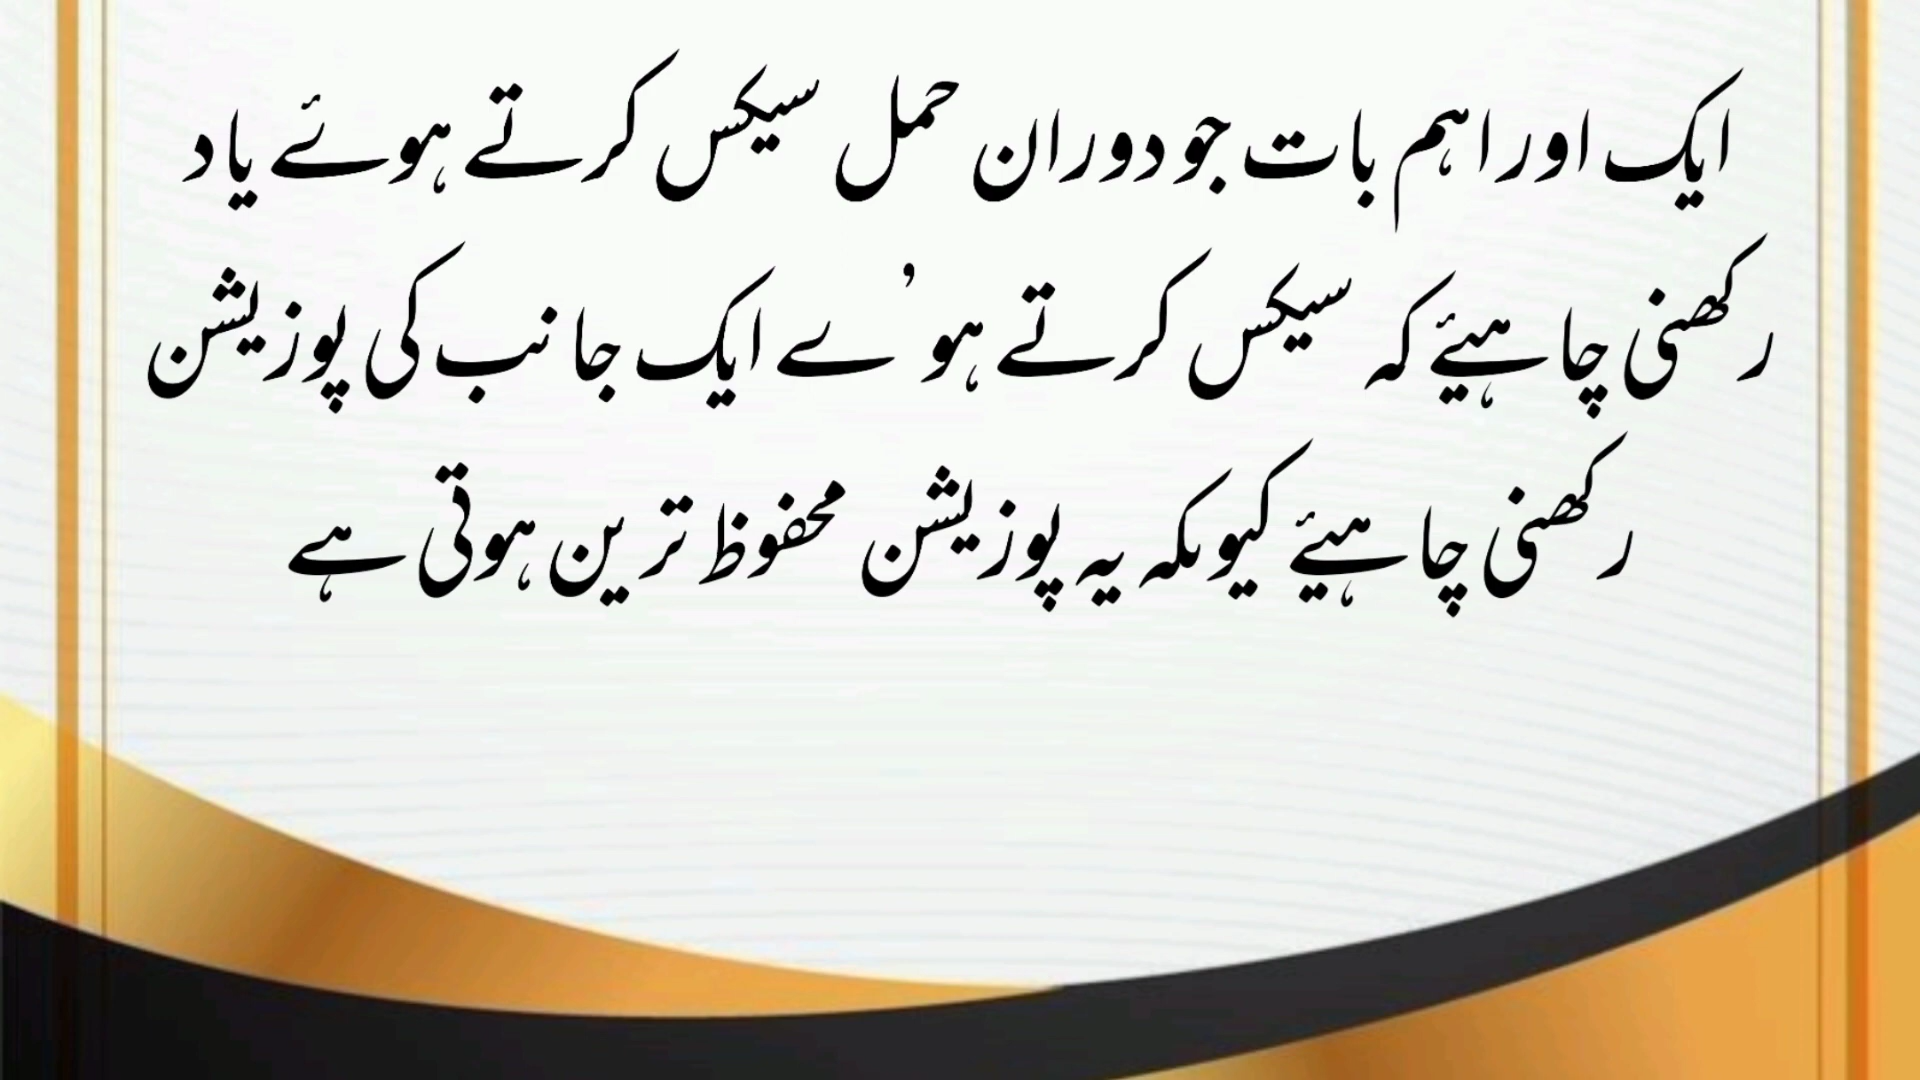 ایک اور اہم بات جو دوران حمل سیکس کرتے ہوئے یاد
رکھنی چاہیئے کہ سیکس کرتے ہو ُے ایک جانب کی پوزیشن
رکھنی چاہیئے کیوںکہ یہ پوزیشن محفوظ ترین ہوتی ہے